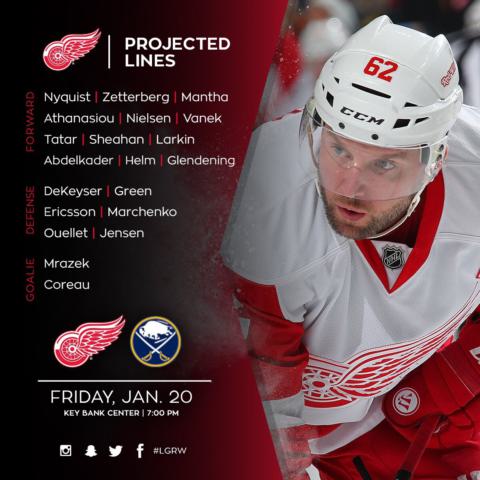 PROJECTED
LINES
FORWARD
Nyquist | Zetterberg | Mantha
Athanasiou | Nielsen | Vanek
Tatar | Sheahan | Larkin
Abdelkader | Helm | Glendening
DEFENSE
DeKeyser | Green
Ericsson | Marchenko
Ouellet | Jensen
GOALIE
Mrazek
Coreau
FRIDAY, JAN. 20
KEY BANK CENTER | 7:00 PM
#LGRW
62
CCM
NHL